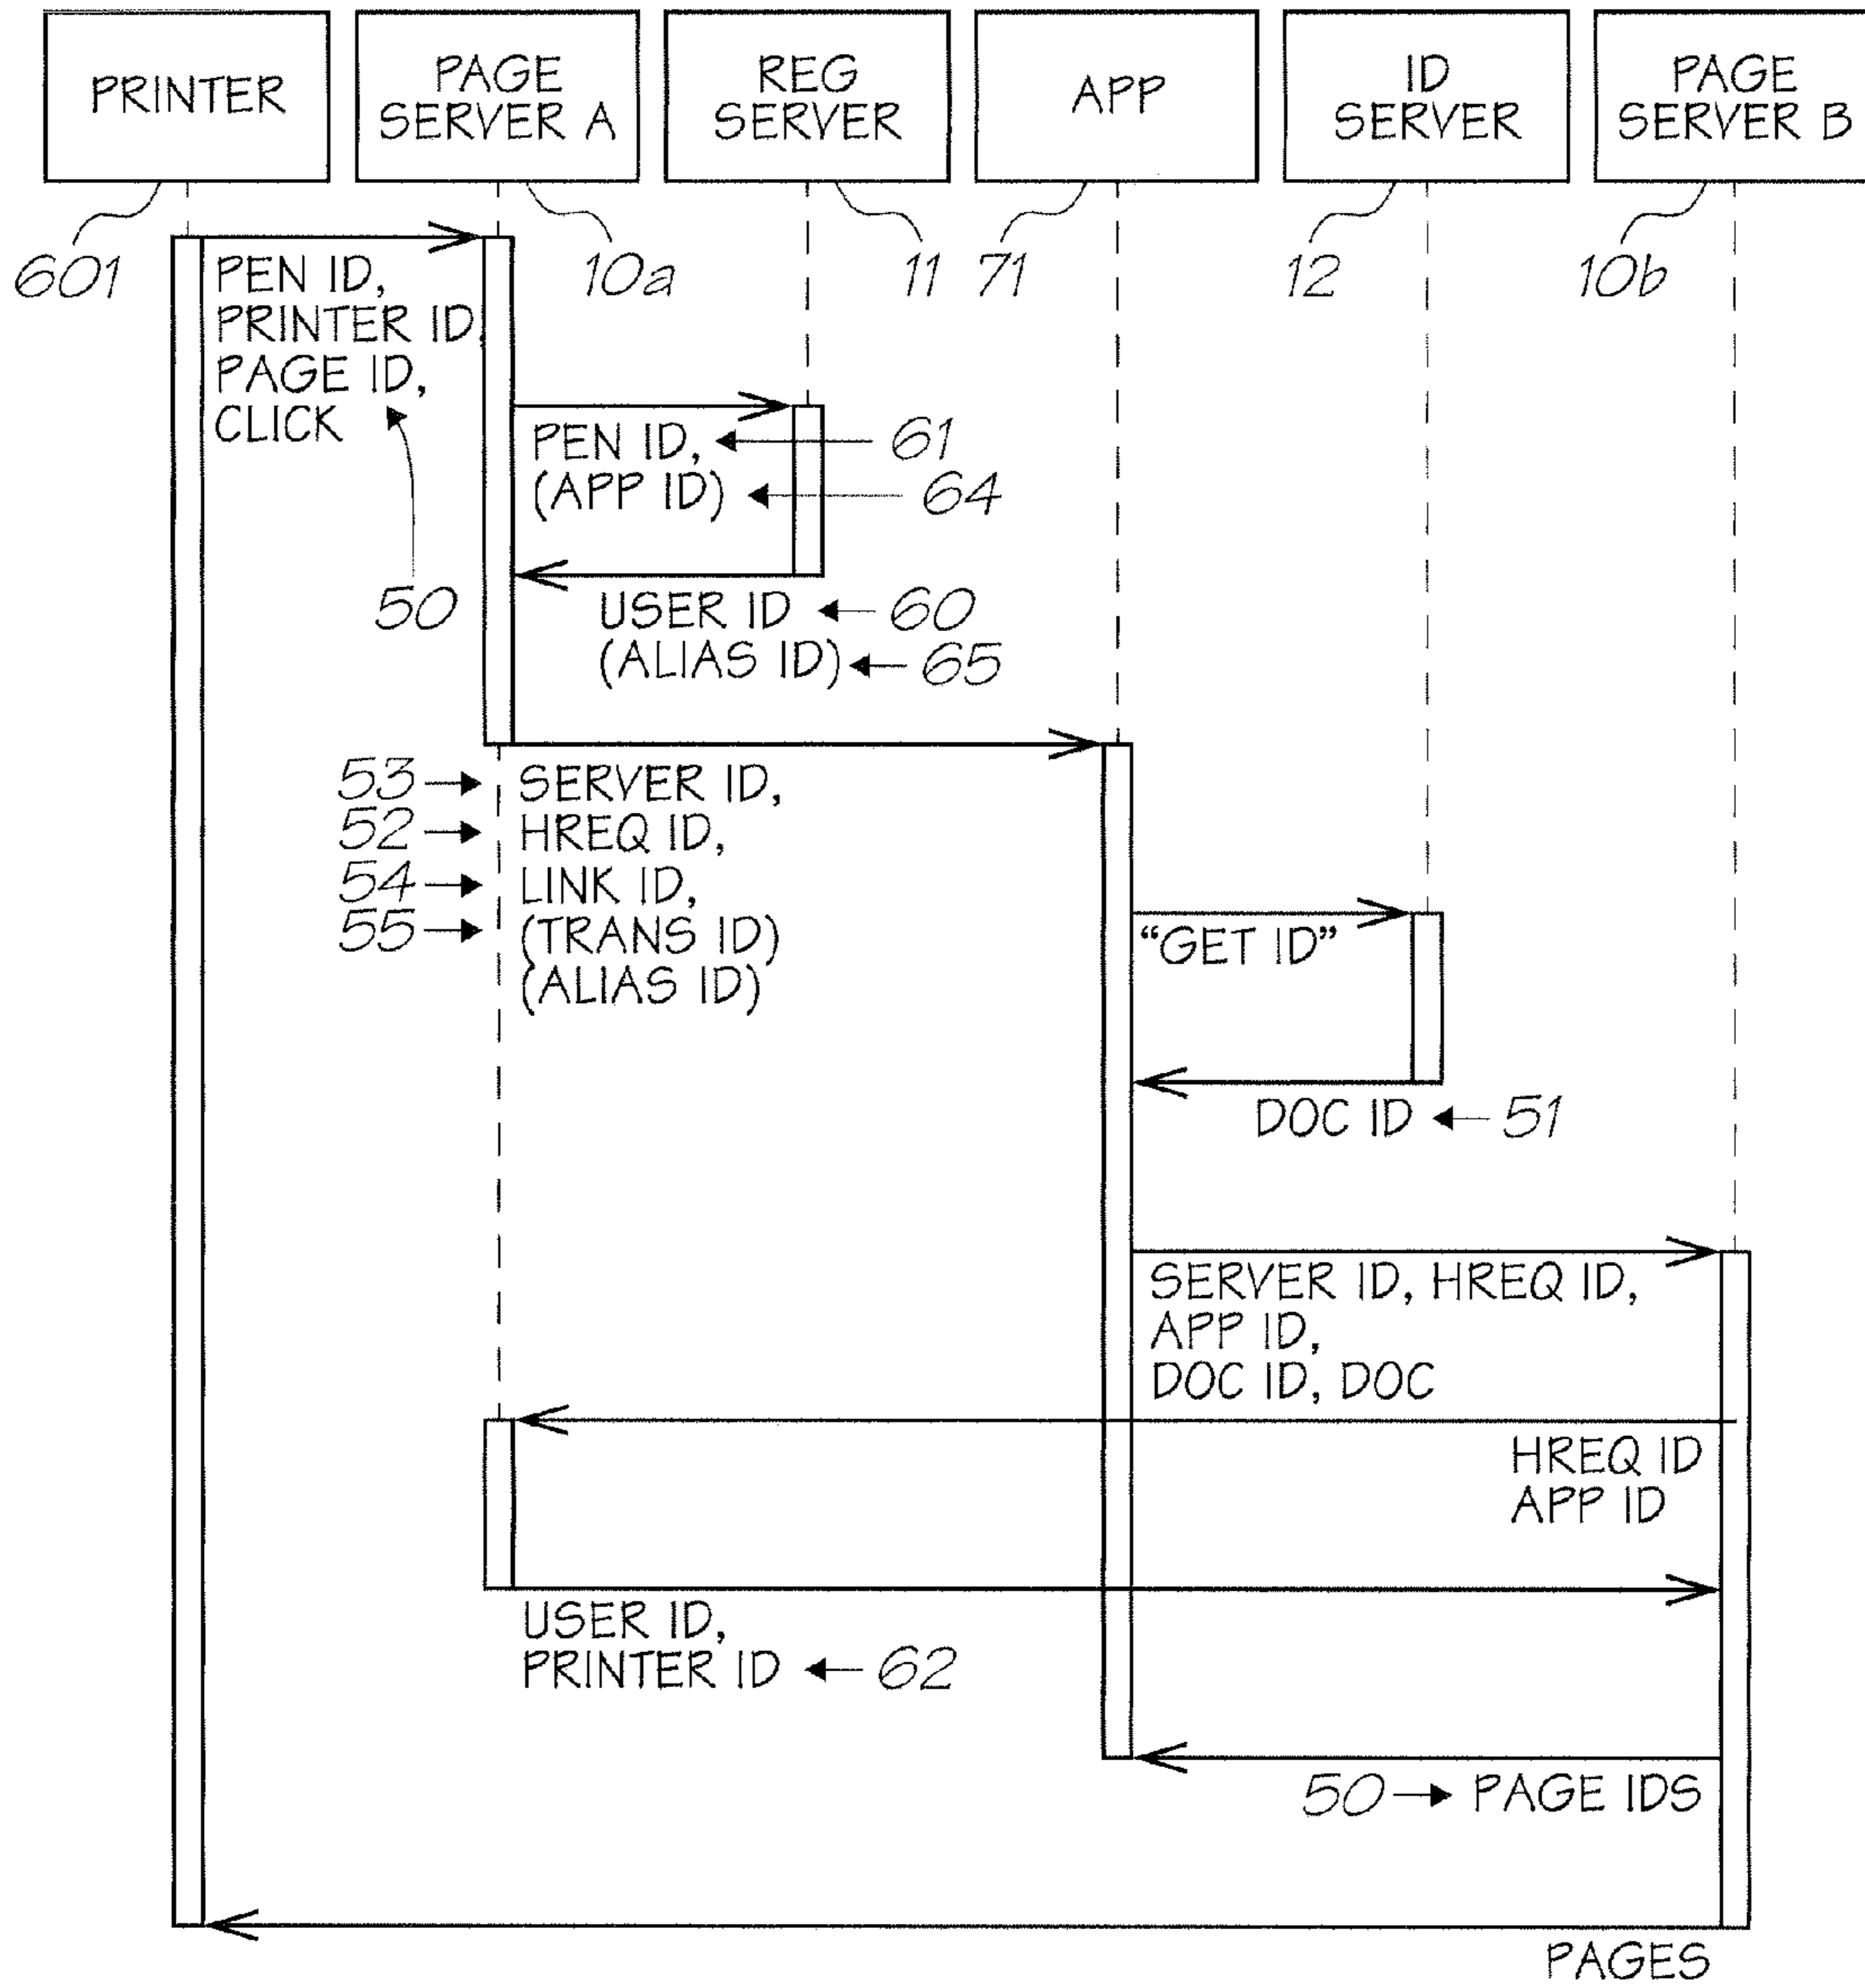 PRINTER
PAGE
SERVER A
REG
SERVER
APP
ID
SERVER
PAGE
SERVER B
601
10a
11
71
12
10b
PEN ID,
PRINTER ID,
PAGE ID,
CLICK
50
PEN ID,
61
(APP ID)
64
USER ID
60
(ALIAS ID)
65
53
SERVER ID,
52
HREQ ID,
54
LINK ID,
55
(TRANS ID)
(ALIAS ID)
“GET ID”
DOC ID
51
SERVER ID, HREQ ID,
APP ID,
DOC ID, DOC
HREQ ID
APP ID
USER ID,
PRINTER ID
62
50
PAGE IDS
PAGES